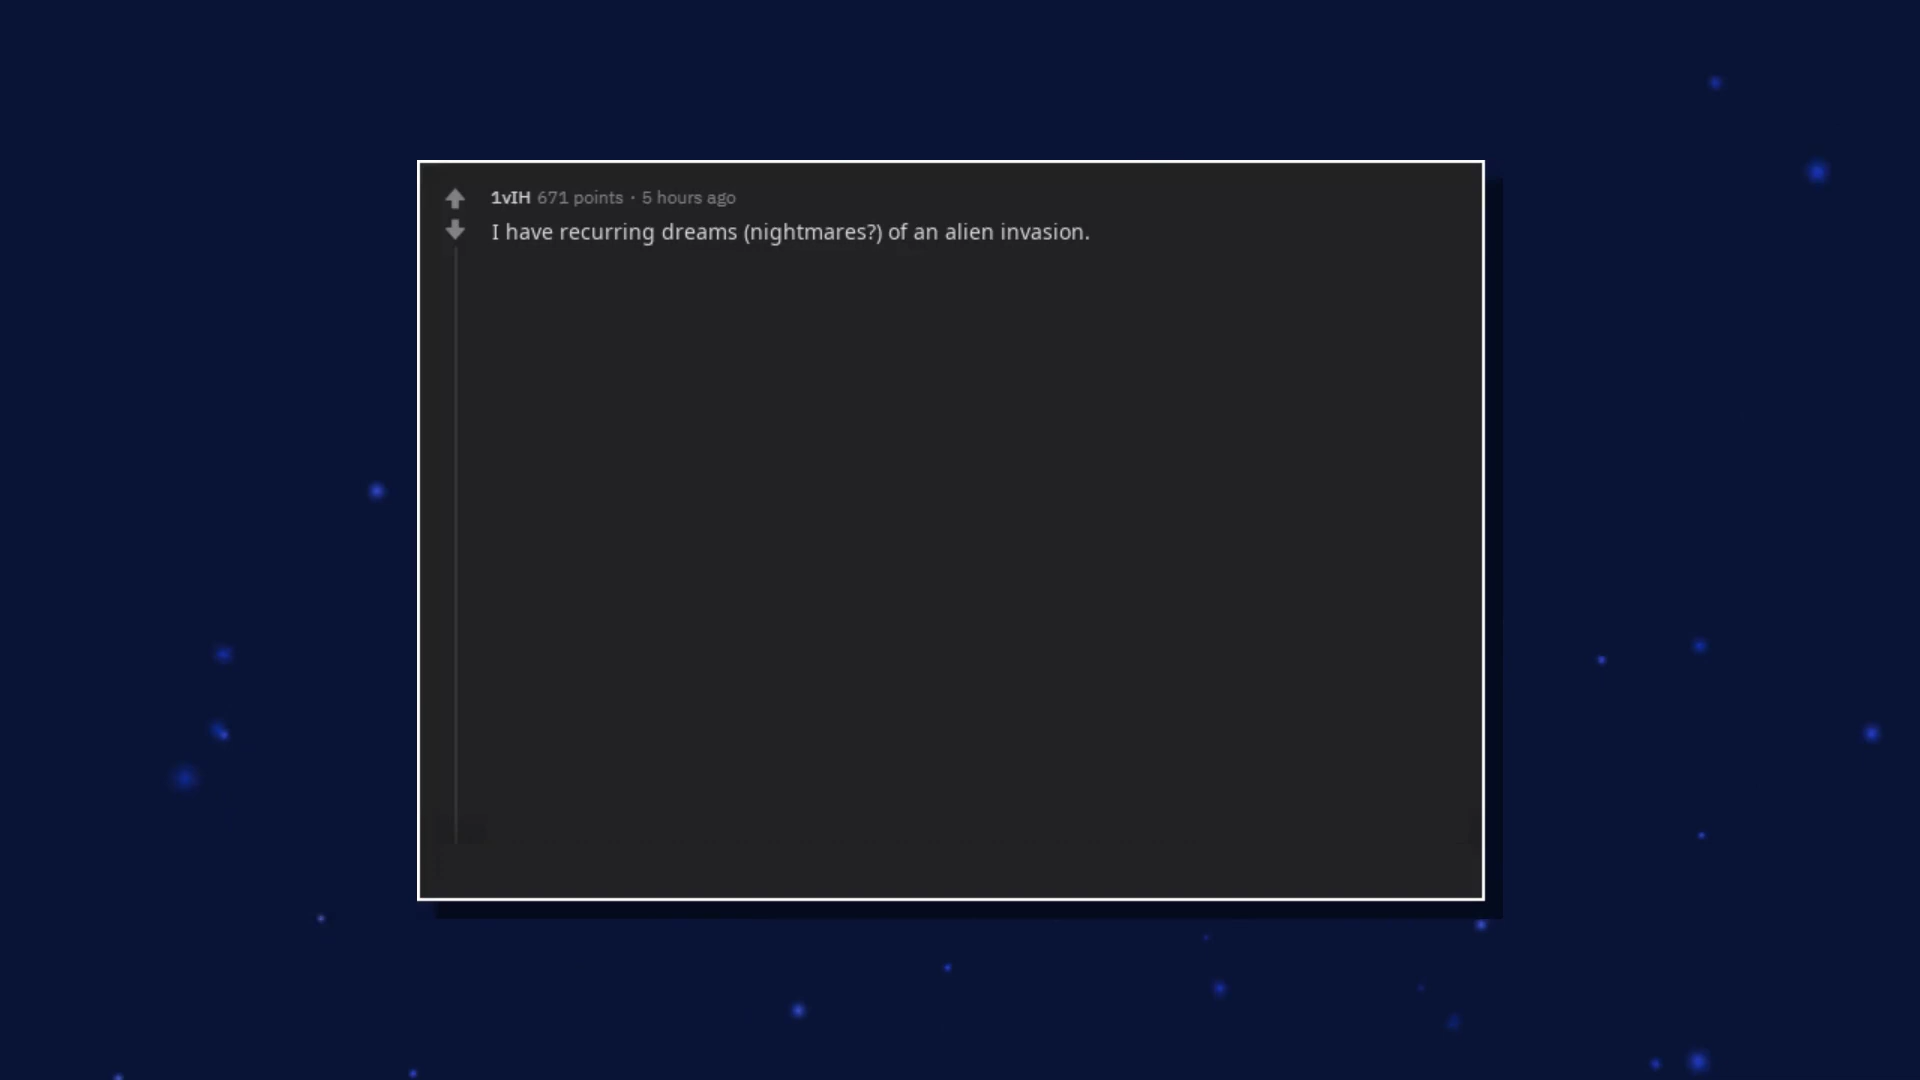 1vIH 671 points · 5 hours ago
I have recurring dreams (nightmares?) of an alien invasion.